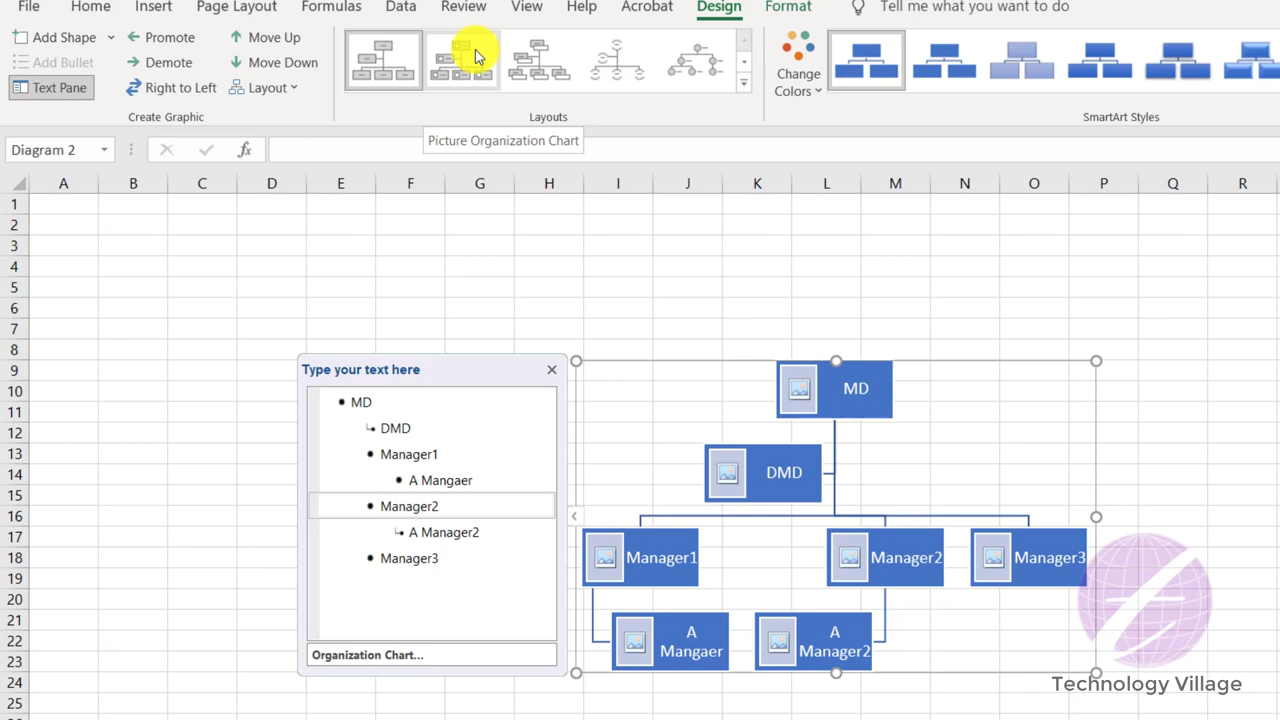 File Home Insert Page Layout Formulas Data Review View Help Acrobat Design Format Tell me what you want to do
Add Shape Promote Move Up
Add Bullet Demote Move Down
Text Pane Right to Left Layout
Change Colors
Create Graphic Layouts SmartArt Styles
Picture Organization Chart
Diagram 2 fx
A B C D E F G H I J K L M N O P Q R
1
2
3
4
5
6
7
8
9
10
11
12
13
14
15
16
17
18
19
20
21
22
23
24
25
Type your text here
MD
DMD
Manager1
A Mangaer
Manager2
A Manager2
Manager3
Organization Chart...
MD
DMD
Manager1 Manager2 Manager3
A Mangaer
A Manager2
Technology Village